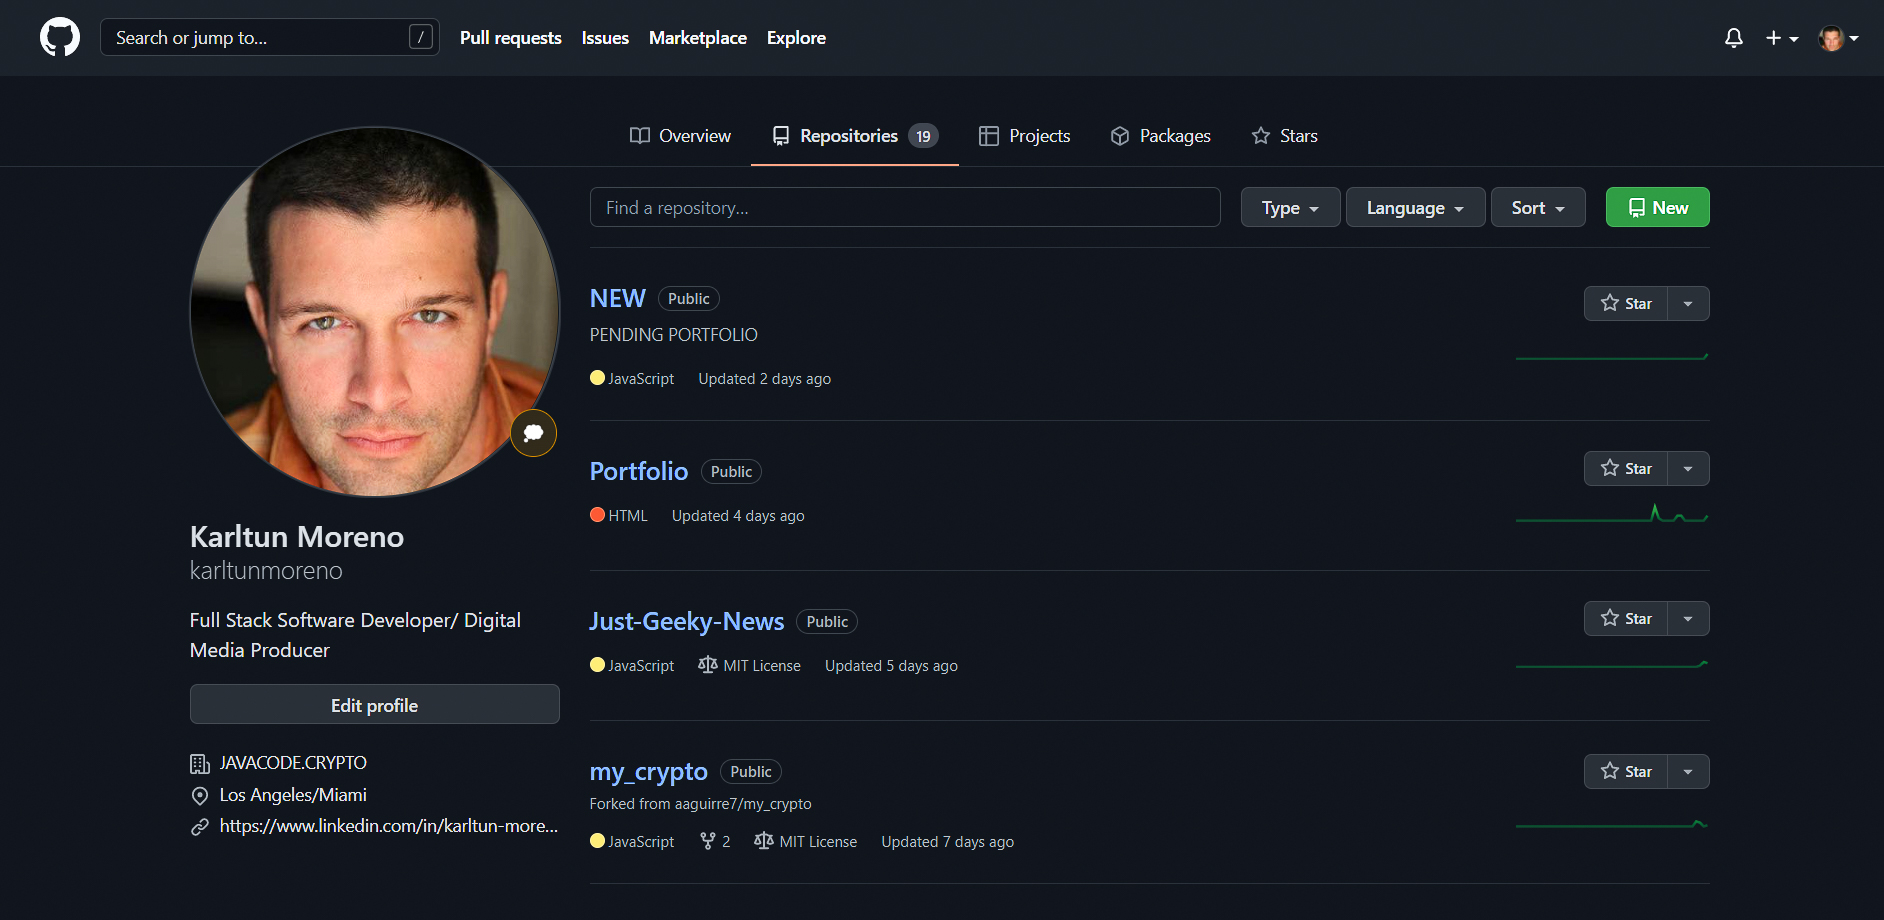 Search or jump to... /
Pull requests Issues Marketplace Explore
Overview Repositories 19 Projects Packages Stars
Find a repository... Type Language Sort New
Karltun Moreno
karltunmoreno
Full Stack Software Developer/ Digital
Media Producer
Edit profile
JAVACODE.CRYPTO
Los Angeles/Miami
https://www.linkedin.com/in/karltun-more...
NEW Public Star
PENDING PORTFOLIO
JavaScript Updated 2 days ago
Portfolio Public Star
HTML Updated 4 days ago
Just-Geeky-News Public Star
JavaScript MIT License Updated 5 days ago
my_crypto Public Star
Forked from aaguirre7/my_crypto
JavaScript 2 MIT License Updated 7 days ago